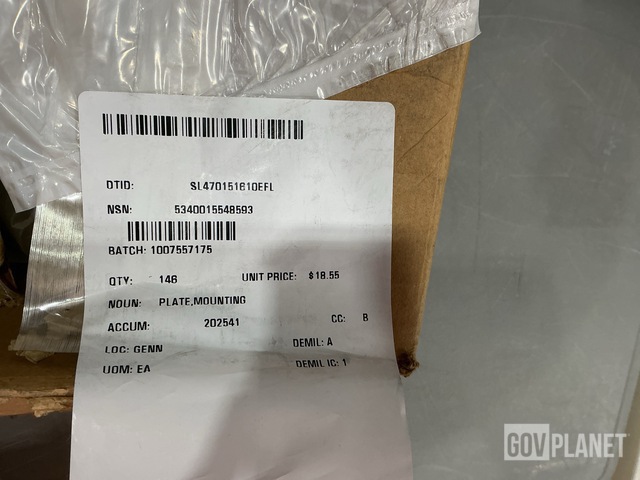 DTID: SL470151610EFL
NSN: 5340015548593
BATCH: 1007557175
QTY: 146 UNIT PRICE: $18.55
NOUN: PLATE,MOUNTING
ACCUM: 202541 CC: B
LOC: GENN DEMIL: A
UOM: EA DEMIL IC: 1
GOVPLANET